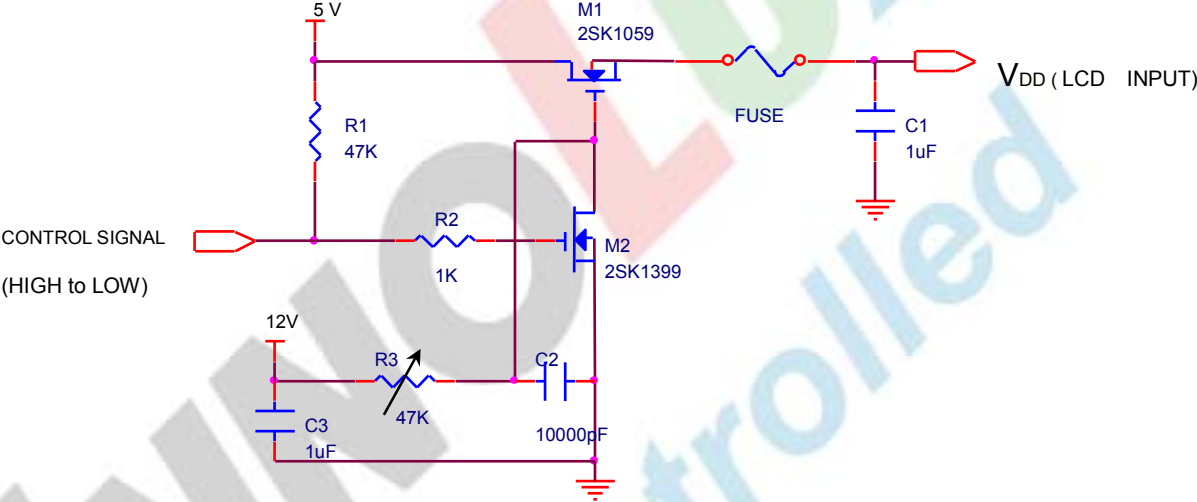 5 V
M1
2SK1059
R1
47K
FUSE
VDD ( LCD INPUT)
C1
1uF
CONTROL SIGNAL
(HIGH to LOW)
R2
1K
M2
2SK1399
12V
R3
47K
C2
10000pF
C3
1uF
trolled